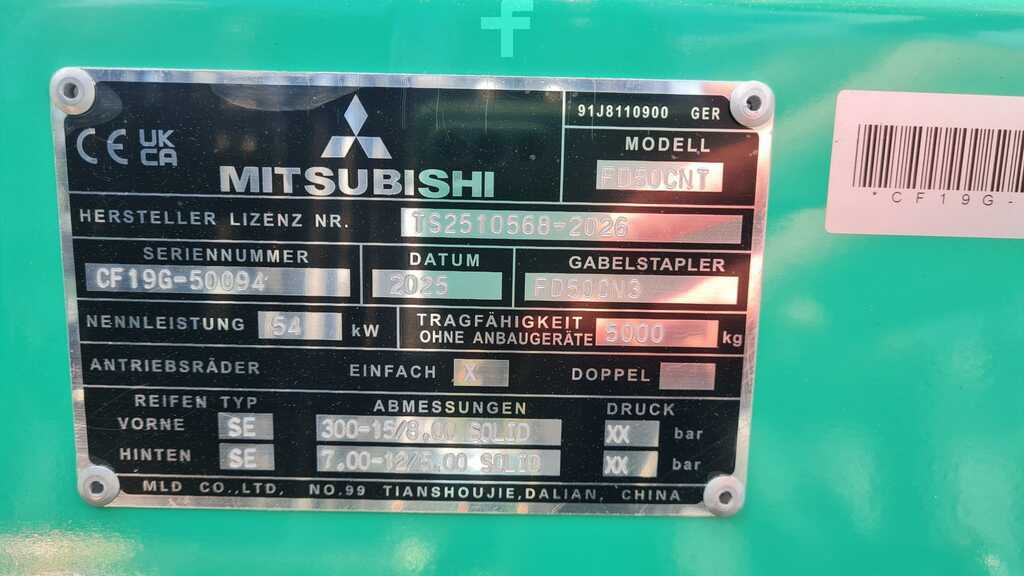 91J8110900 GER
CE UK CA
MITSUBISHI
MODELL
FD50CNT
HERSTELLER LIZENZ NR. TS2510568-2026
SERIENNUMMER DATUM GABELSTAPLER
CF19G-50094 2025 FD50CN3
NENNLEISTUNG 54 kW TRAGFÄHIGKEIT OHNE ANBAUGERÄTE 5000 kg
ANTRIEBSRÄDER EINFACH X DOPPEL
REIFEN TYP ABMESSUNGEN DRUCK
VORNE SE 300-15/8.00 SOLID XX bar
HINTEN SE 7.00-12/5.00 SOLID XX bar
MLD CO.,LTD, NO.99 TIANSHOUJIE,DALIAN, CHINA
*CF19G-